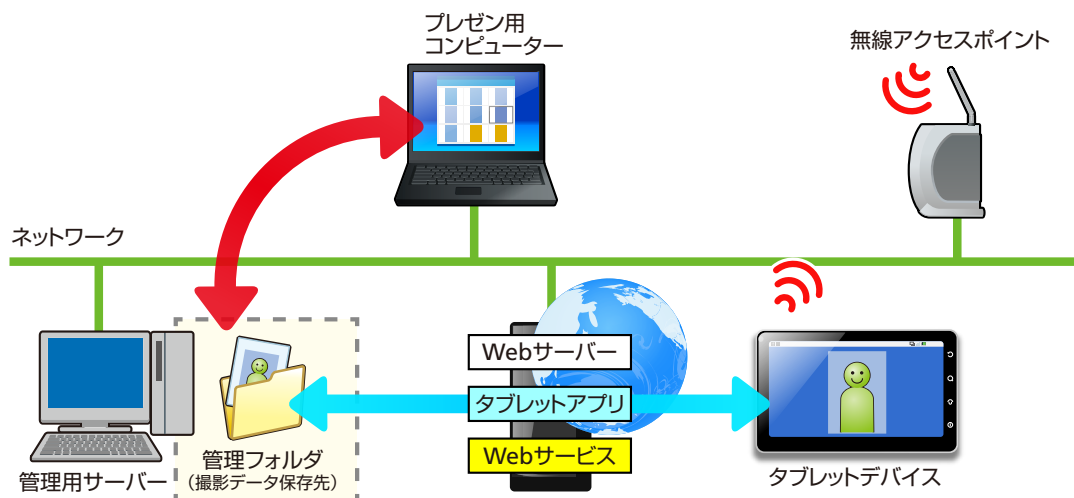 プレゼン用
コンピューター
無線アクセスポイント
ネットワーク
Webサーバー
タブレットアプリ
Webサービス
管理用サーバー
管理フォルダ
（撮影データ保存先）
タブレットデバイス